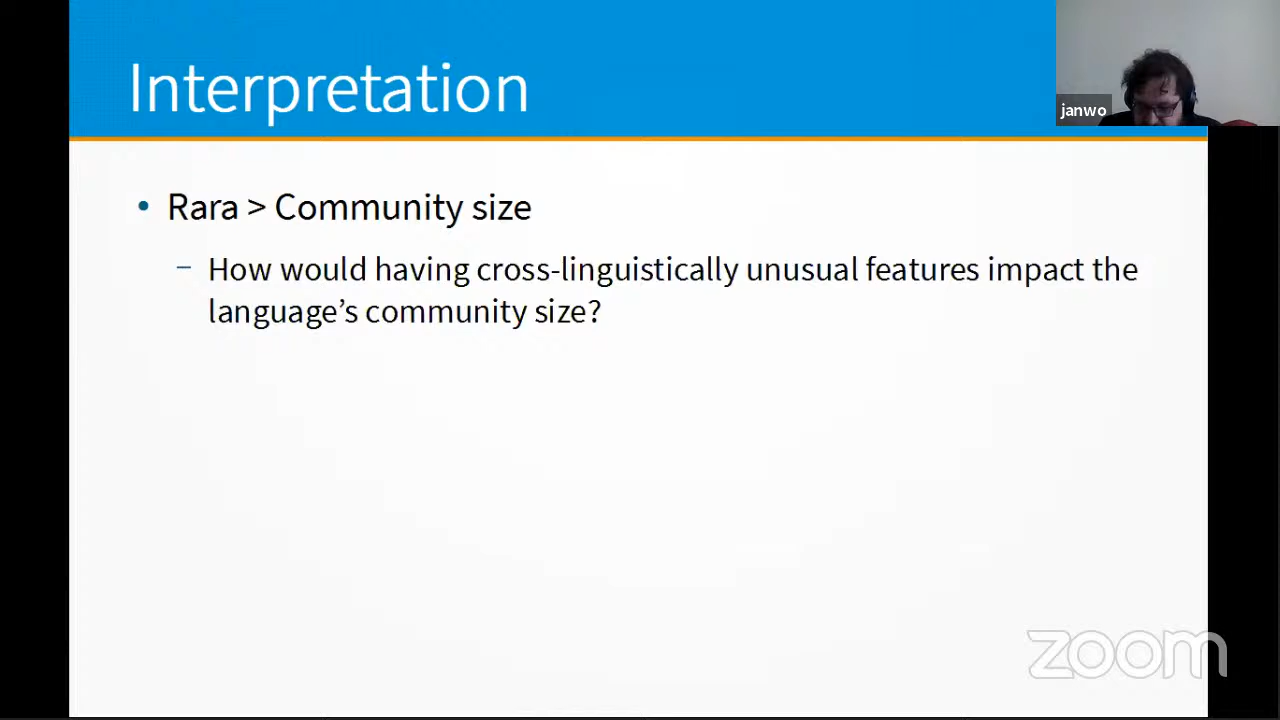 Interpretation
janwo
• Rara > Community size
– How would having cross-linguistically unusual features impact the
language’s community size?
zoom